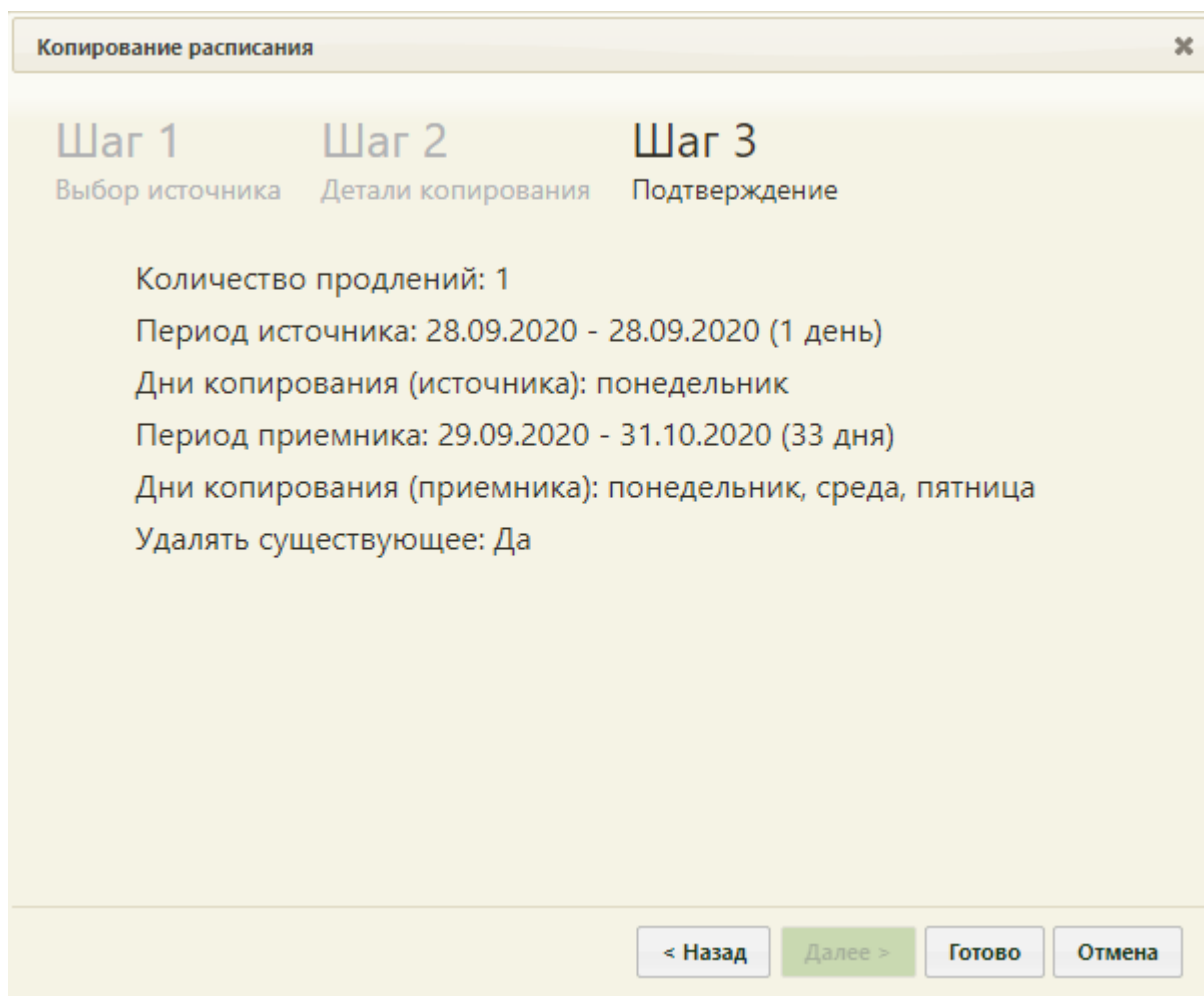 Копирование расписания
Шаг 1 Шаг 2 Шаг 3
Выбор источника Детали копирования Подтверждение
Количество продлений: 1
Период источника: 28.09.2020 - 28.09.2020 (1 день)
Дни копирования (источника): понедельник
Период приемника: 29.09.2020 - 31.10.2020 (33 дня)
Дни копирования (приемника): понедельник, среда, пятница
Удалять существующее: Да
< Назад Далее > Готово Отмена